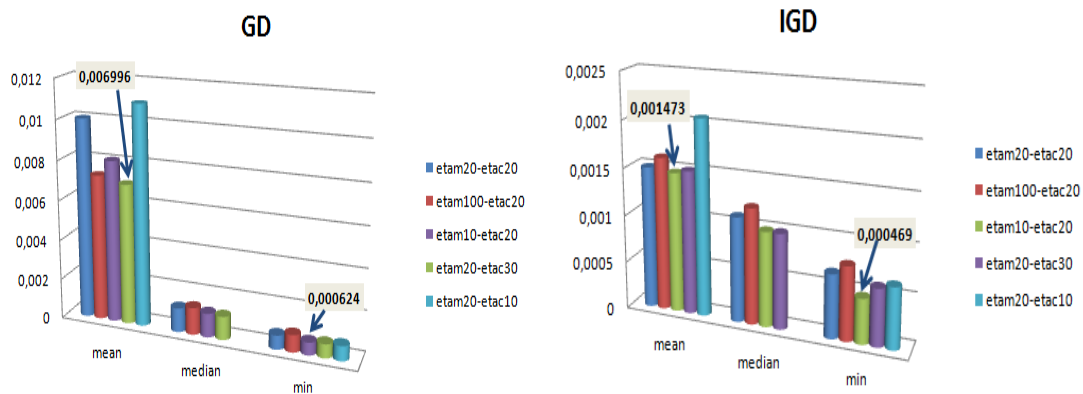 GD
0,012
0,01
0,008
0,006
0,004
0,002
0
0,006996
0,000624
mean
median
min
etam20-etac20
etam100-etac20
etam10-etac20
etam20-etac30
etam20-etac10
IGD
0,0025
0,002
0,0015
0,001
0,0005
0
0,001473
0,000469
mean
median
min
etam20-etac20
etam100-etac20
etam10-etac20
etam20-etac30
etam20-etac10